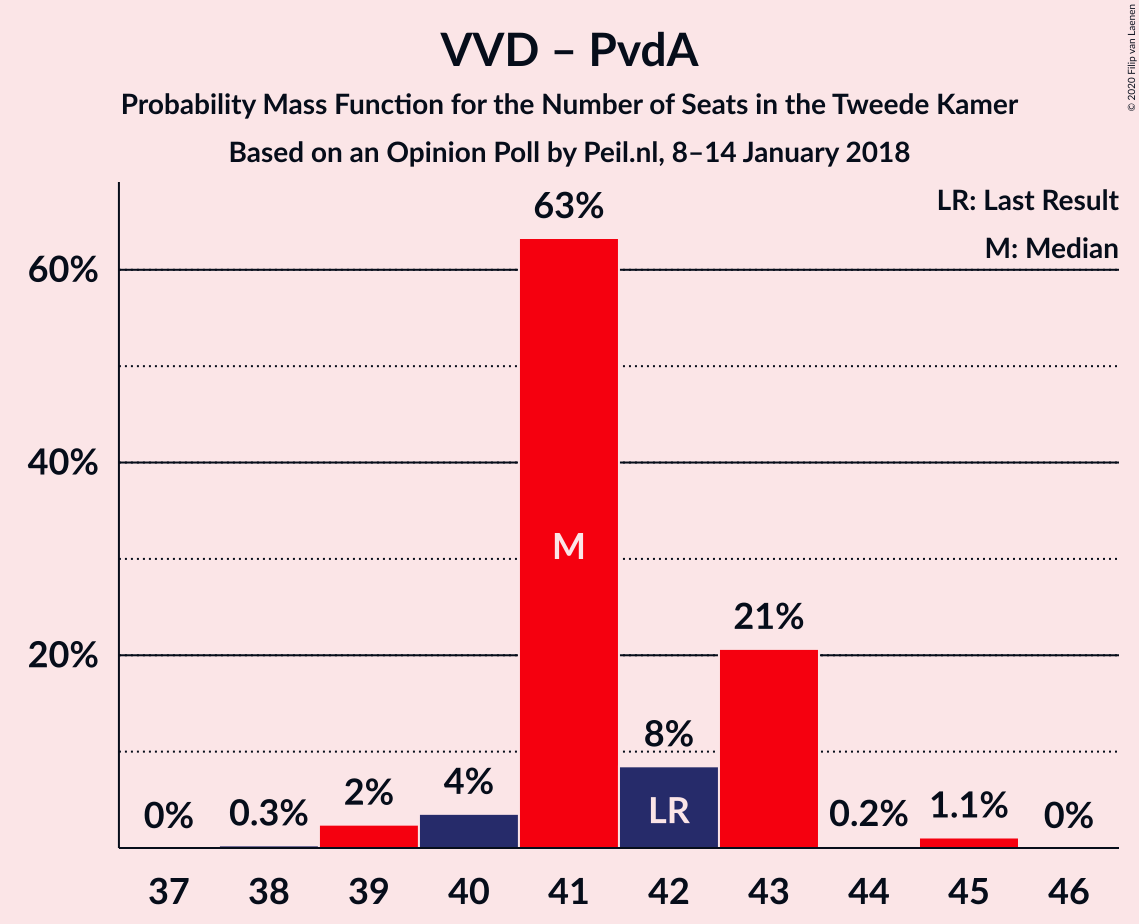 VVD – PvdA
Probability Mass Function for the Number of Seats in the Tweede Kamer
Based on an Opinion Poll by Peil.nl, 8–14 January 2018
© 2020 Filip van Laenen
LR: Last Result
M: Median
60%
40%
20%
0%
0.3%
2%
4%
63%
8%
21%
0.2%
1.1%
0%
M
LR
37 38 39 40 41 42 43 44 45 46